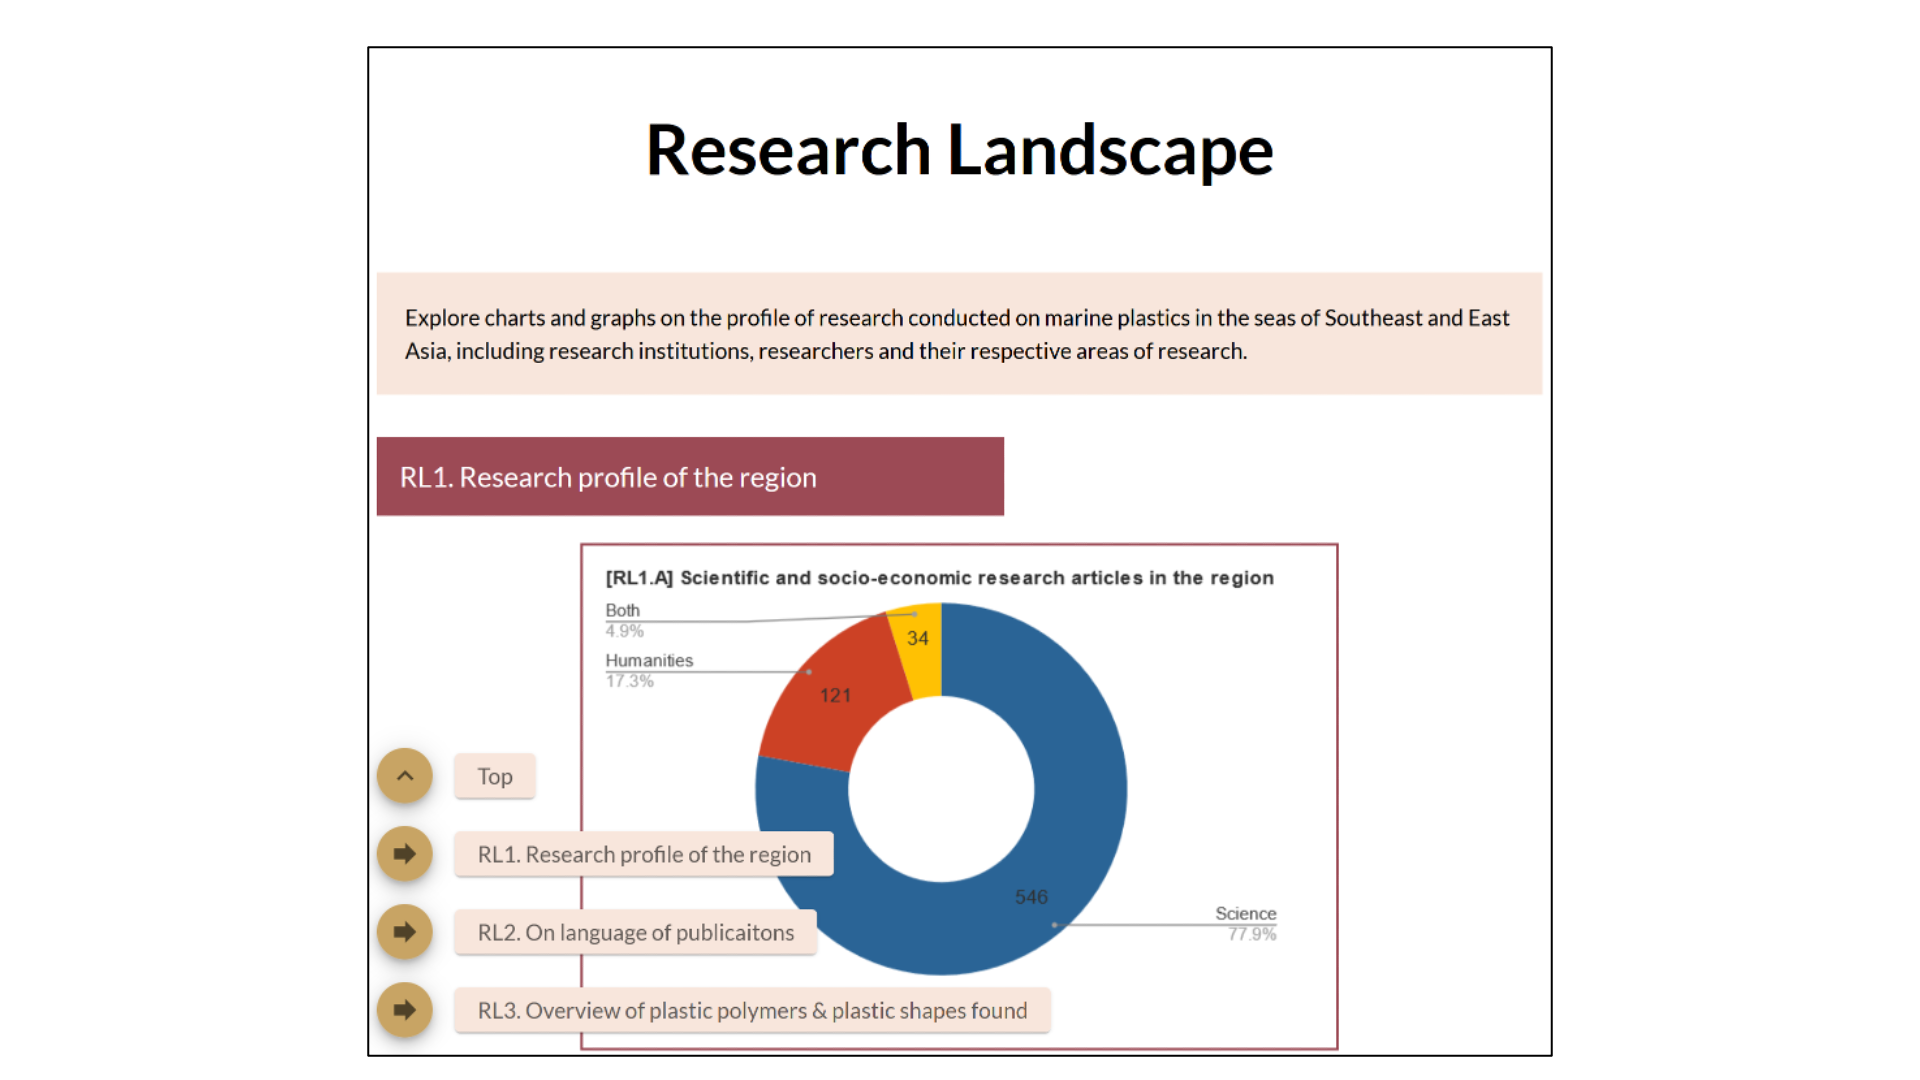 Research Landscape
Explore charts and graphs on the profile of research conducted on marine plastics in the seas of Southeast and East
Asia, including research institutions, researchers and their respective areas of research.
RL1. Research profile of the region
[RL1.A] Scientific and socio-economic research articles in the region
Both
4.9%
34
Humanities
17.3%
121
Top
RL1. Research profile of the region
546
Science
77.9%
RL2. On language of publicaitons
RL3. Overview of plastic polymers & plastic shapes found